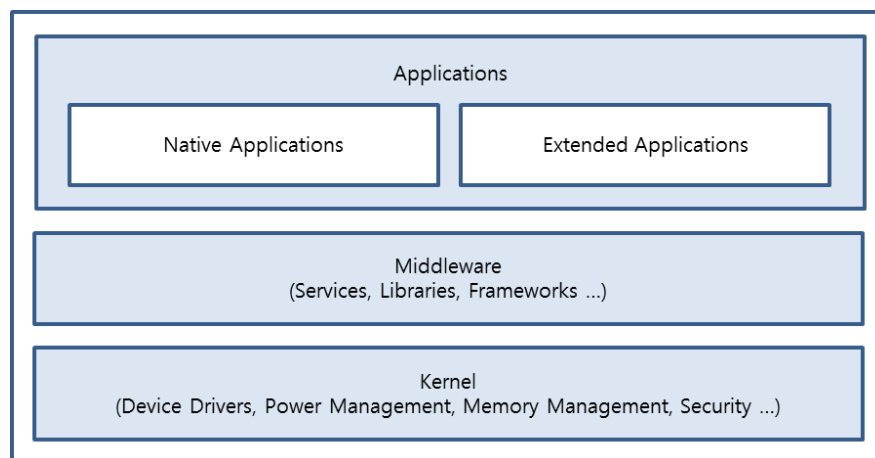 Applications
Native Applications
Extended Applications
Middleware
(Services, Libraries, Frameworks ...)
Kernel
(Device Drivers, Power Management, Memory Management, Security ...)